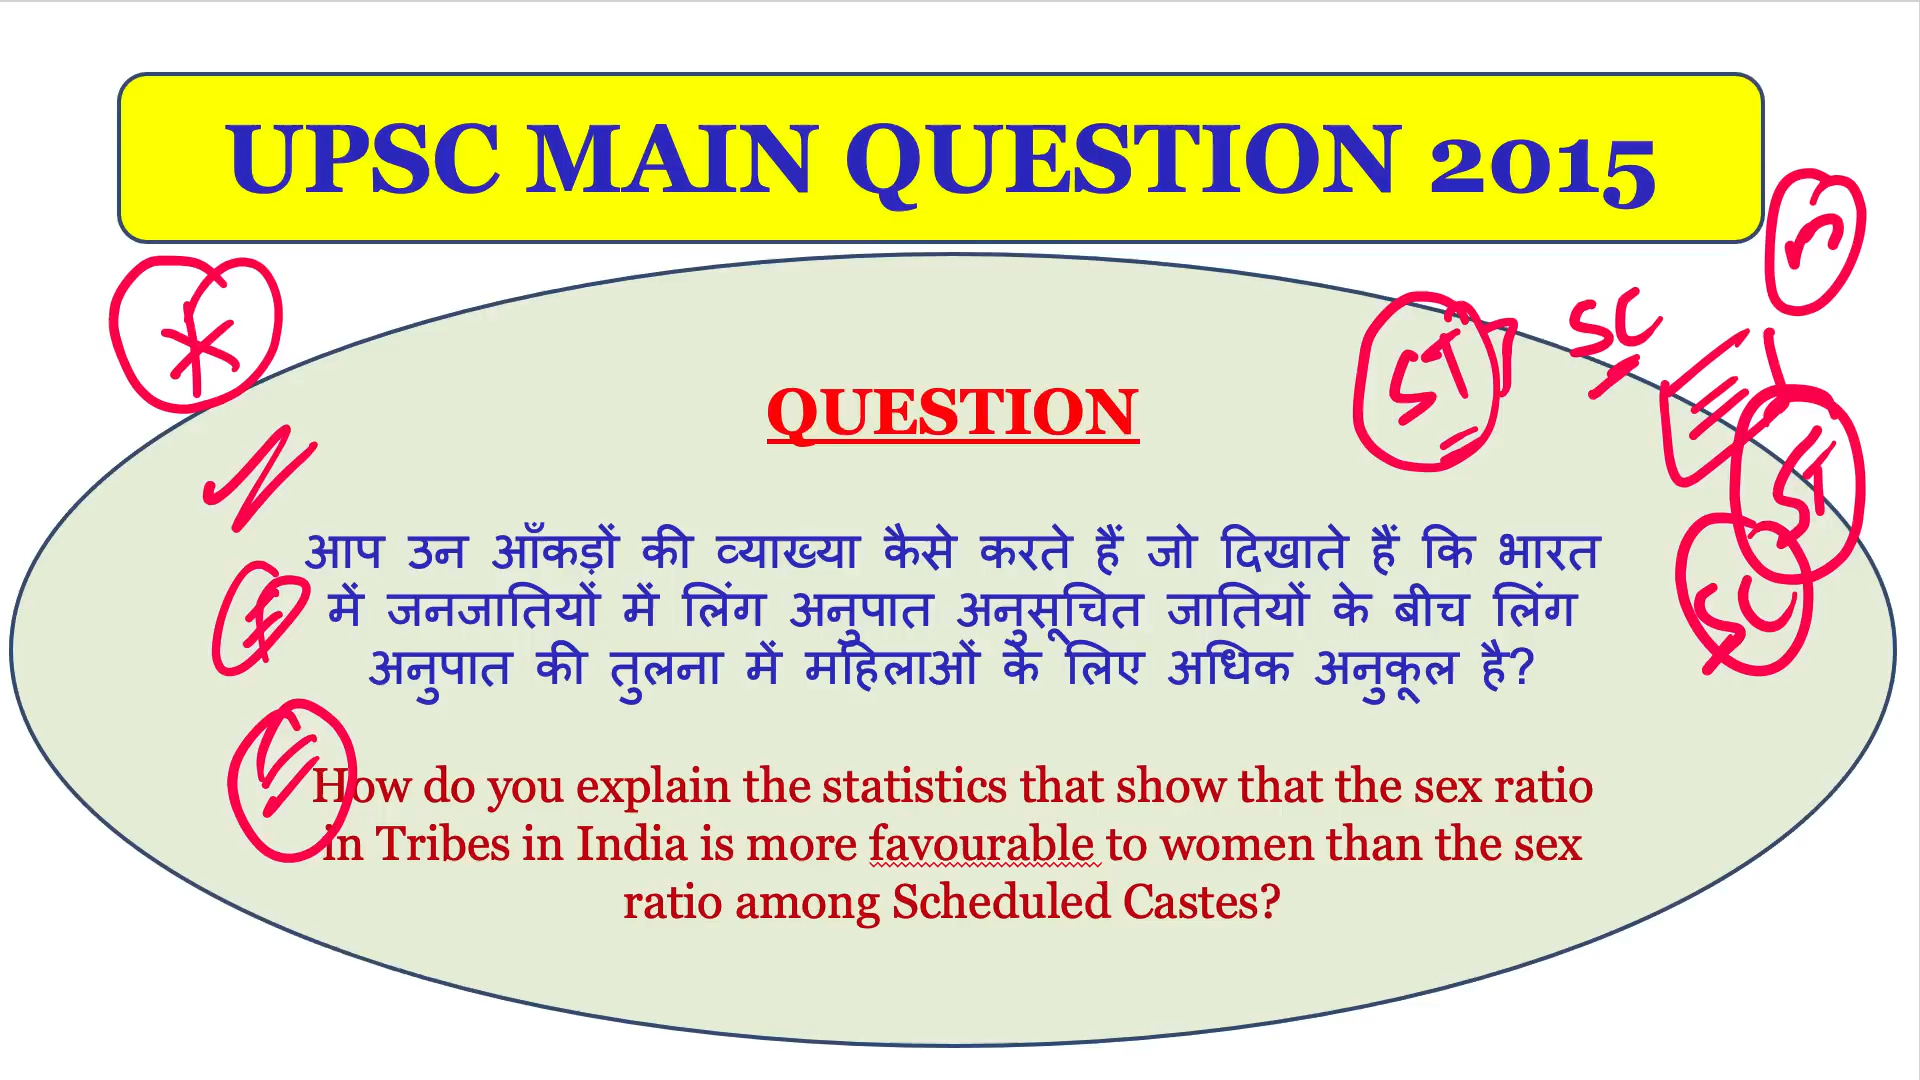 UPSC MAIN QUESTION 2015
ST
SC
QUESTION
ST
SC
आप उन आँकड़ों की व्याख्या कैसे करते हैं जो दिखाते हैं कि भारत
में जनजातियों में लिंग अनुपात अनुसूचित जातियों के बीच लिंग
अनुपात की तुलना में महिलाओं के लिए अधिक अनुकूल है?
How do you explain the statistics that show that the sex ratio
in Tribes in India is more favourable to women than the sex
ratio among Scheduled Castes?